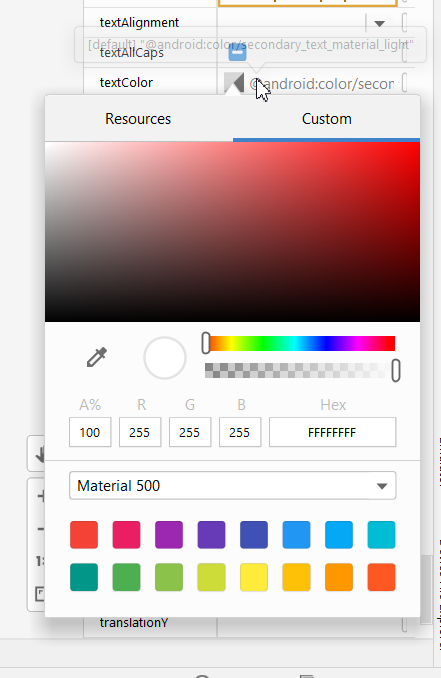 textAlignment
[default] "@android:color/secondary_text_material_light"
textAllCaps
textColor
@android:color/secon
Resources
Custom
A%
R
G
B
Hex
100
255
255
255
FFFFFFFF
Material 500
translationY